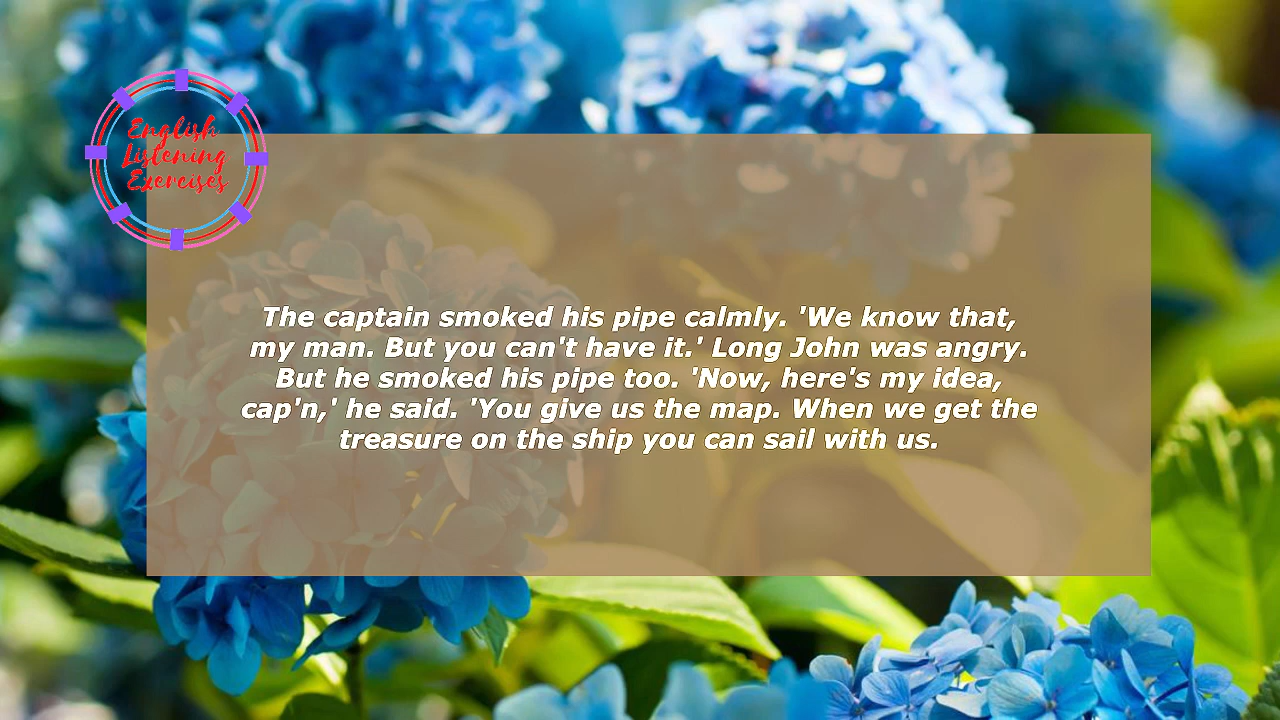 English
Listening
Exercises
The captain smoked his pipe calmly. 'We know that,
my man. But you can't have it.' Long John was angry.
But he smoked his pipe too. 'Now, here's my idea,
cap'n,' he said. 'You give us the map. When we get the
treasure on the ship you can sail with us.